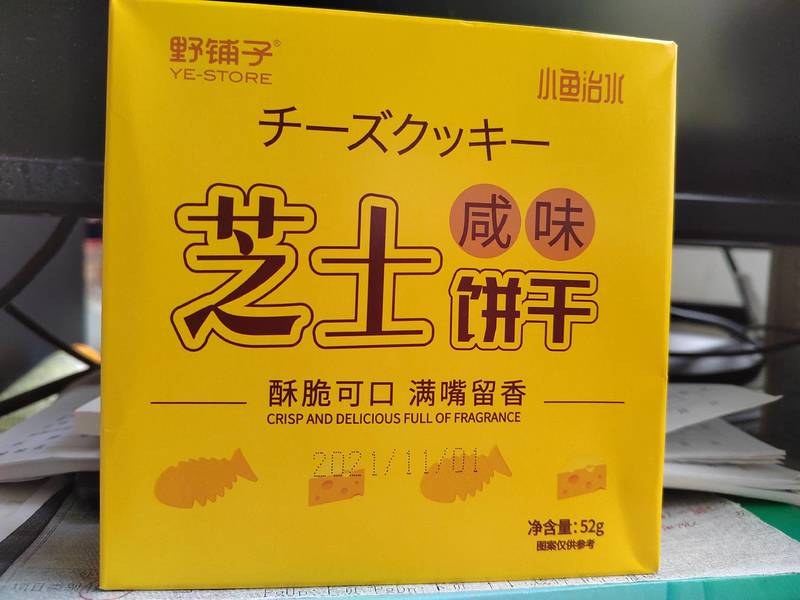 野铺子®
YE-STORE
小鱼治水
チーズクッキー
芝士
咸味
饼干
酥脆可口 满嘴留香
CRISP AND DELICIOUS FULL OF FRAGRANCE
2021/11/01
净含量:52g
图案仅供参考